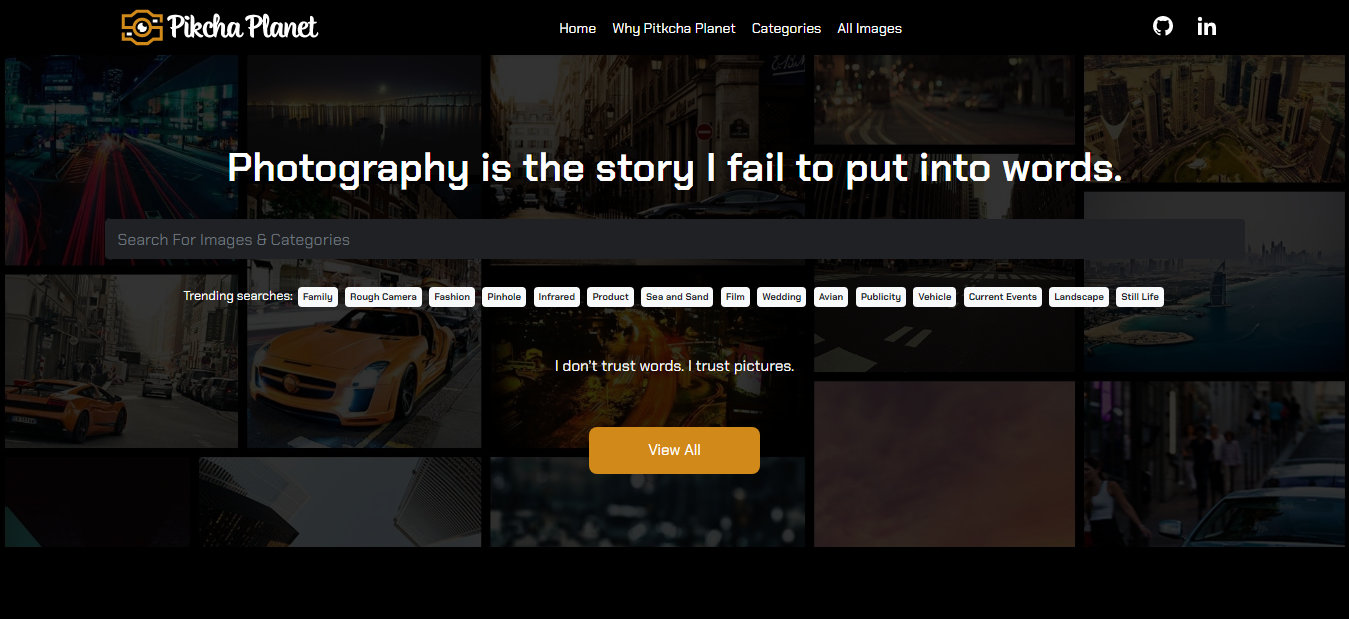 Pikcha Planet
Home Why Pitkcha Planet Categories All Images
in
Photography is the story I fail to put into words.
Search For Images & Categories
Trending searches: Family Rough Camera Fashion Pinhole Infrared Product Sea and Sand Film Wedding Avian Publicity Vehicle Current Events Landscape Still Life
I don't trust words. I trust pictures.
View All